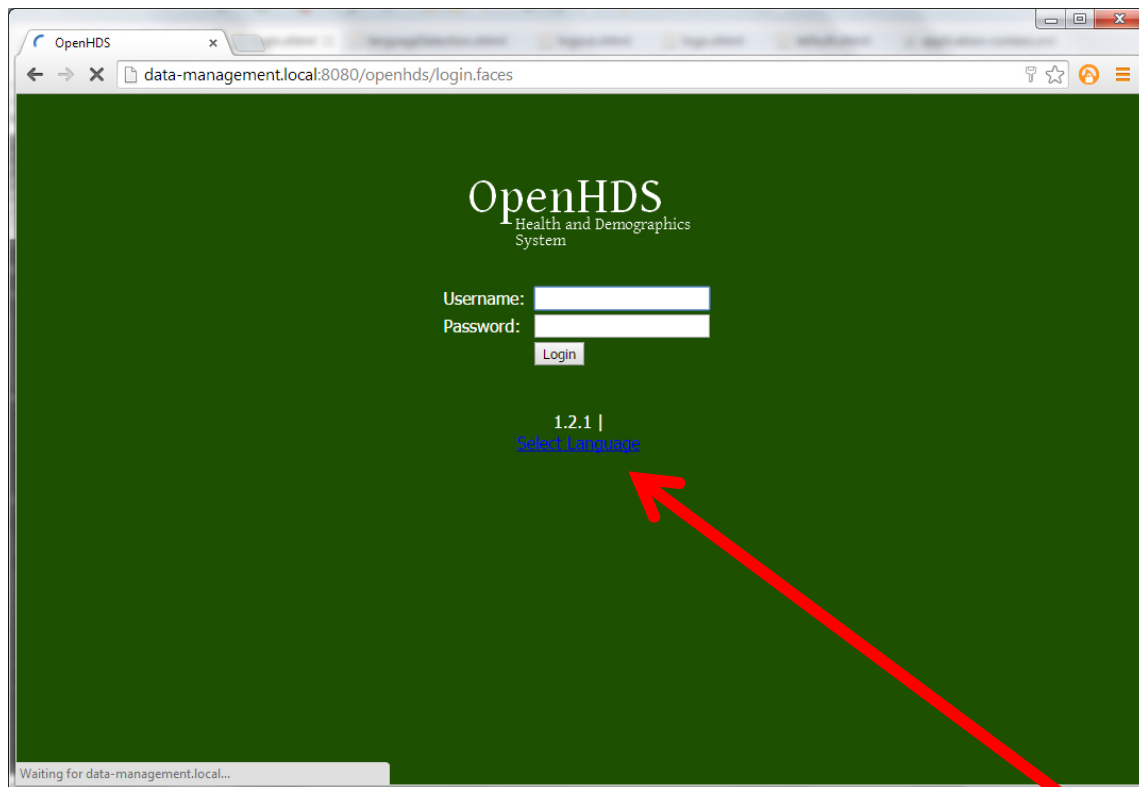 OpenHDS
data-management.local:8080/openhds/login.faces
OpenHDS
Health and Demographics
System
Username:
Password:
Login
1.2.1 |
Select Language
Waiting for data-management.local...